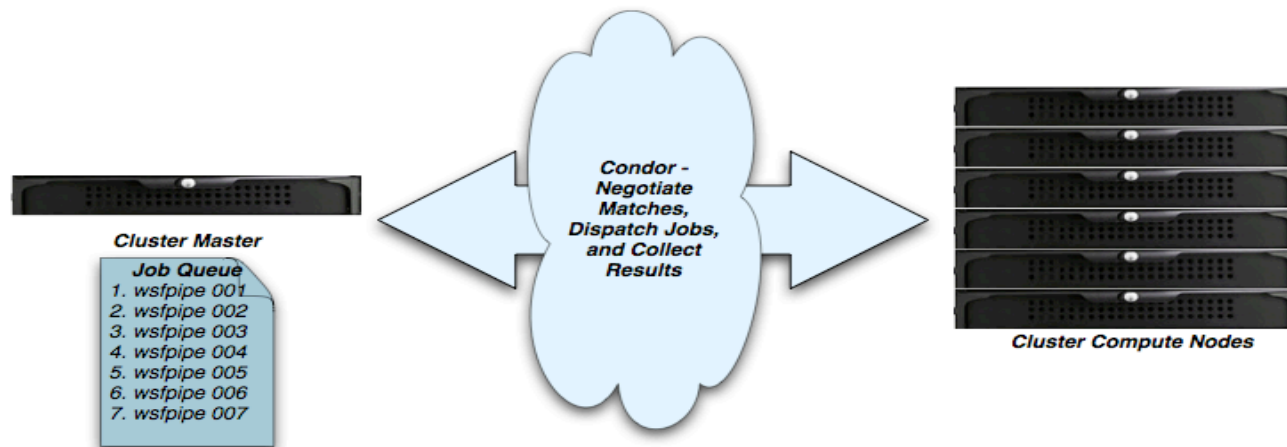 Condor -
Negotiate
Matches,
Dispatch Jobs,
and Collect
Results
Cluster Master
Job Queue
1. wsfpipe 001
2. wsfpipe 002
3. wsfpipe 003
4. wsfpipe 004
5. wsfpipe 005
6. wsfpipe 006
7. wsfpipe 007
Cluster Compute Nodes